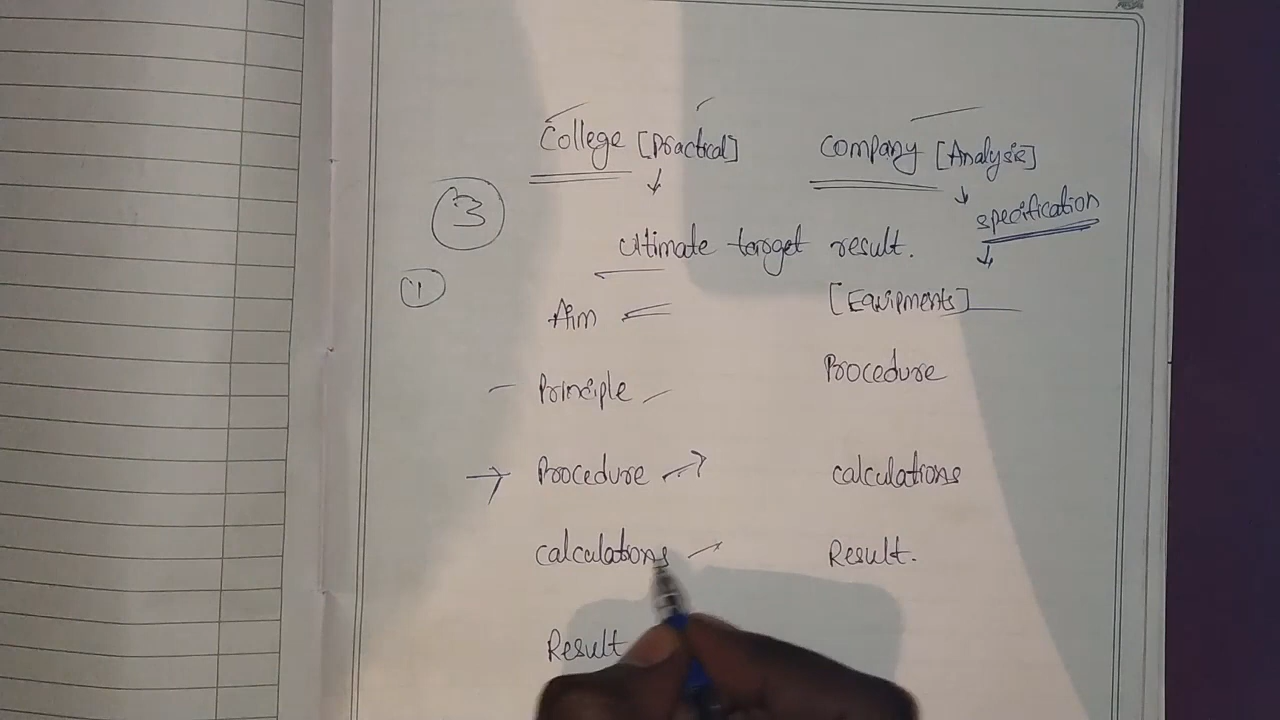 College [Practical] Company [Analysis]
3 specification
Ultimate target result.
1 [Equipments]
Aim
Principle Procedure
Procedure calculations
calculations Result.
Result